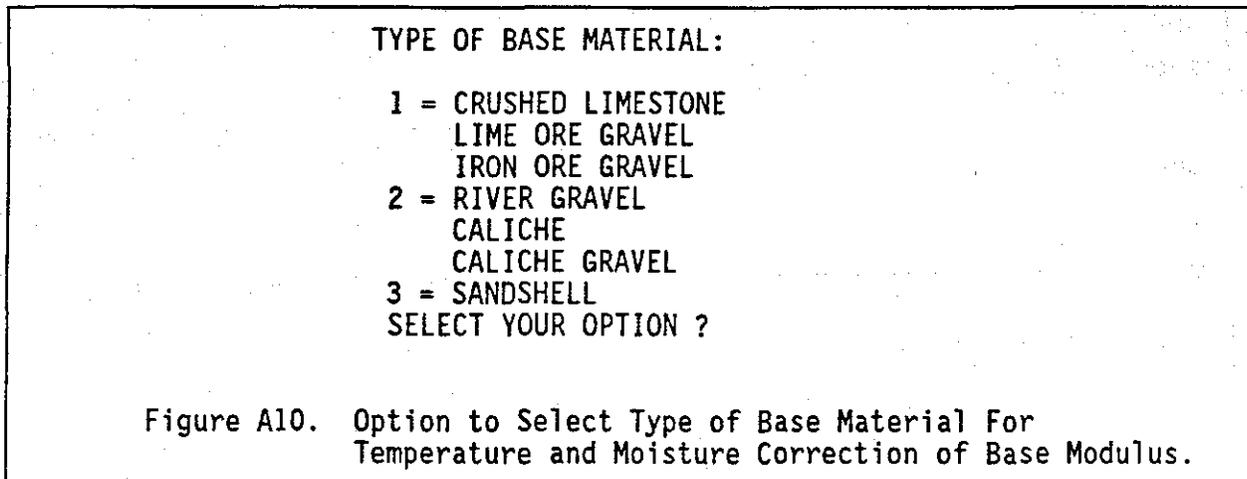 TYPE OF BASE MATERIAL:
1 = CRUSHED LIMESTONE
LIME ORE GRAVEL
IRON ORE GRAVEL
2 = RIVER GRAVEL
CALICHE
CALICHE GRAVEL
3 = SANDSHELL
SELECT YOUR OPTION ?
Figure A10. Option to Select Type of Base Material For
Temperature and Moisture Correction of Base Modulus.